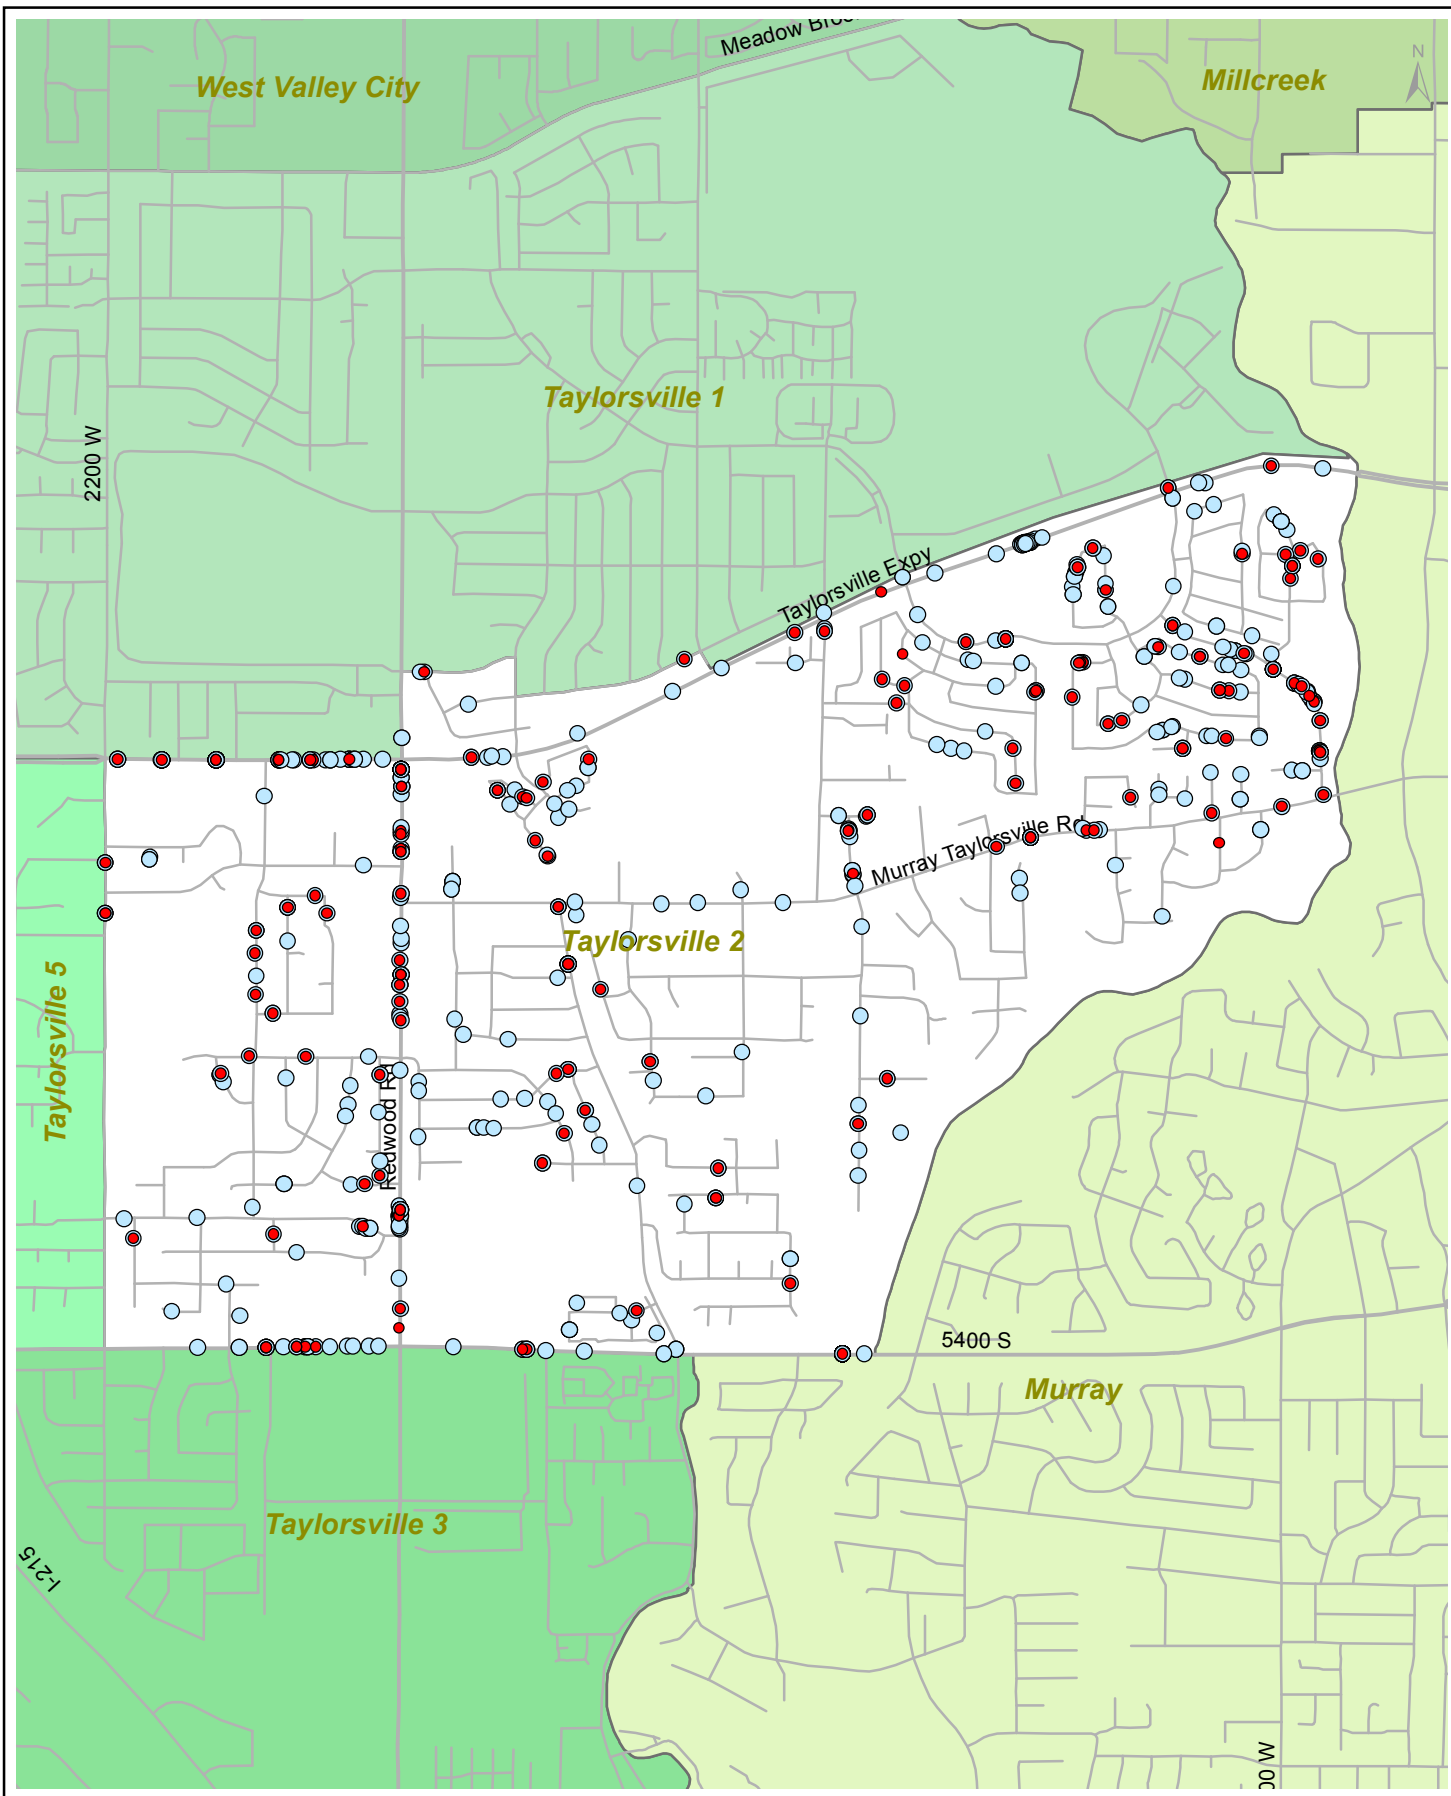 Meadow
West Valley City
Millcreek
N
Taylorsville 1
2200 W
Taylorsville Expy
Murray Taylorsville Rd
Taylorsville 2
Taylorsville 5
Redwood Rd
5400 S
Murray
Taylorsville 3
I-215
00 W